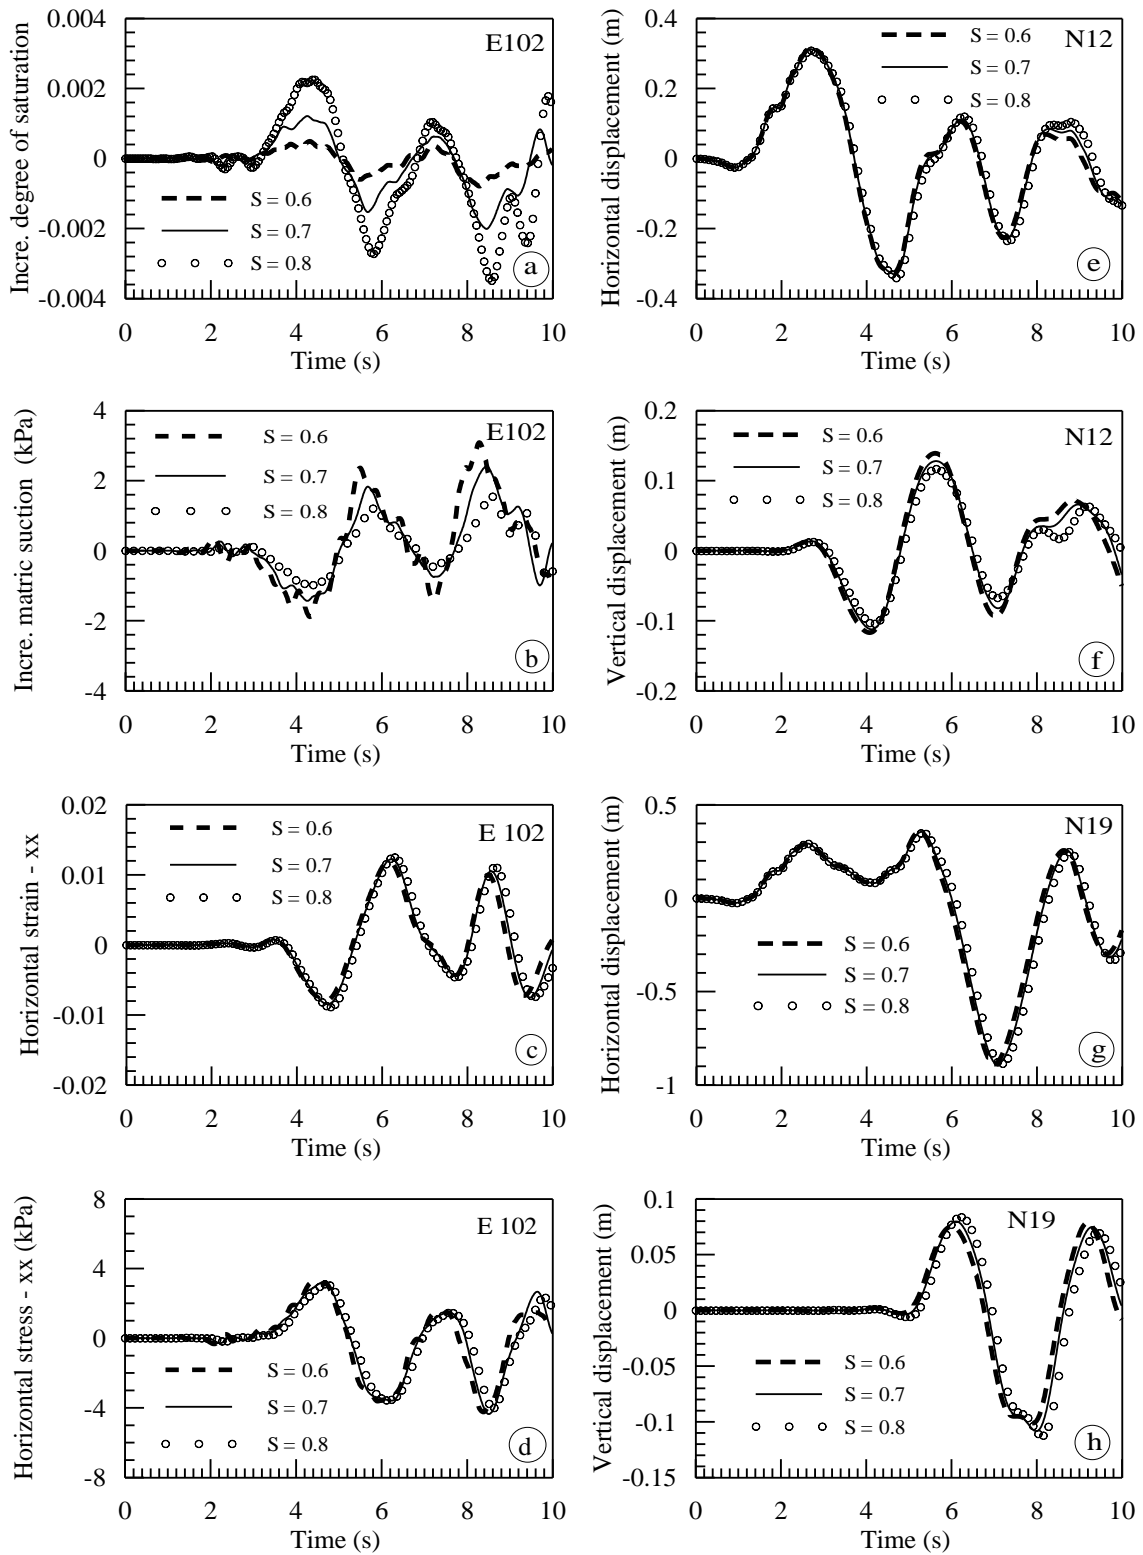 Incre. degree of saturation
0.004
0.002
0
-0.002
-0.004
E102
S = 0.6
S = 0.7
S = 0.8
a
0 2 4 6 8 10
Time (s)
Horizontal displacement (m)
0.4
0.2
0
-0.2
-0.4
S = 0.6
S = 0.7
S = 0.8
N12
e
0 2 4 6 8 10
Time (s)
Incre. matric suction (kPa)
4
2
0
-2
-4
S = 0.6
S = 0.7
S = 0.8
E102
b
0 2 4 6 8 10
Time (s)
Vertical displacement (m)
0.2
0.1
0
-0.1
-0.2
S = 0.6
S = 0.7
S = 0.8
N12
f
0 2 4 6 8 10
Time (s)
Horizontal strain - xx
0.02
0.01
0
-0.01
-0.02
S = 0.6
S = 0.7
S = 0.8
E 102
c
0 2 4 6 8 10
Time (s)
Horizontal displacement (m)
0.5
0
-0.5
-1
N19
S = 0.6
S = 0.7
S = 0.8
g
0 2 4 6 8 10
Time (s)
Horizontal stress - xx (kPa)
8
4
0
-4
-8
E 102
S = 0.6
S = 0.7
S = 0.8
d
0 2 4 6 8 10
Time (s)
Vertical displacement (m)
0.1
0.05
0
-0.05
-0.1
-0.15
N19
S = 0.6
S = 0.7
S = 0.8
h
0 2 4 6 8 10
Time (s)